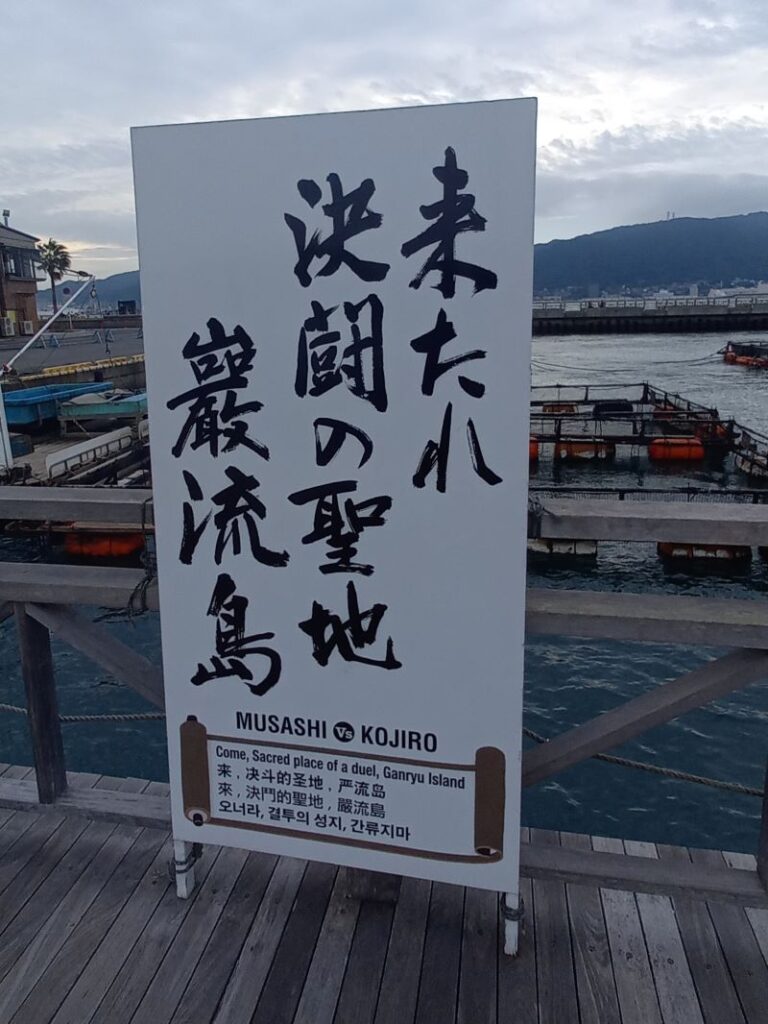 来たれ
決闘の聖地
巖流島
MUSASHI VS KOJIRO
Come, Sacred place of a duel, Ganryu Island
来，决斗的圣地，严流岛
來，決鬥的聖地，嚴流島
오너라, 결투의 성지, 간류지마